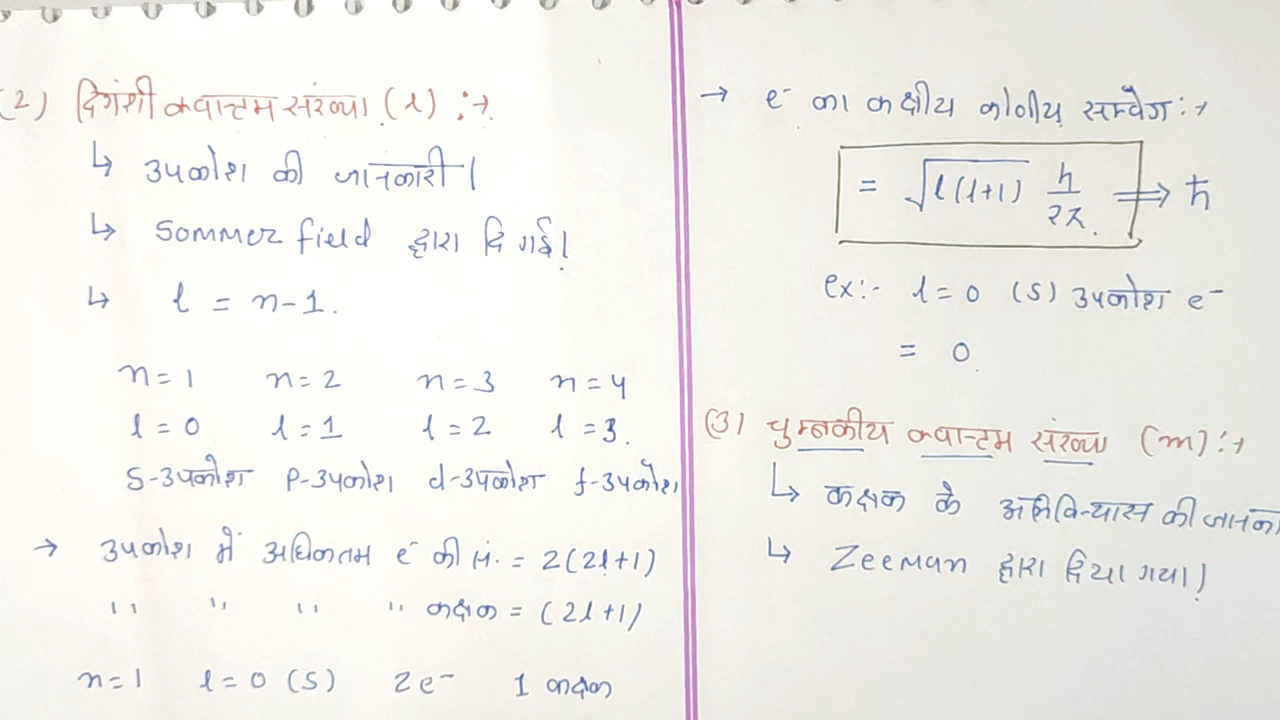 (2) दिगंशी क्वान्टम संख्या (l) :→
↳ उपकोश की जानकारी।
↳ Sommer field द्वारा दि गई।
↳ l = n-1.
n=1 n=2 n=3 n=4
l=0 l=1 l=2 l=3.
S-उपकोश P-उपकोश d-उपकोश f-उपकोश
→ उपकोश में अधिकतम e⁻ की सं. = 2(2l+1)
'' '' '' '' कक्षक = (2l+1)
n=1 l=0 (S) 2e⁻ 1 कक्षक
→ e⁻ का कक्षीय कोणीय सम्वेग:→
= √l(l+1) h/2π. ⇒ ħ
ex:- l=0 (S) उपकोश e⁻
= 0.
(3) चुम्बकीय क्वान्टम संख्या (m):→
↳ कक्षक के अभिविन्यास की जानका
↳ Zeeman द्वारा दिया गया।